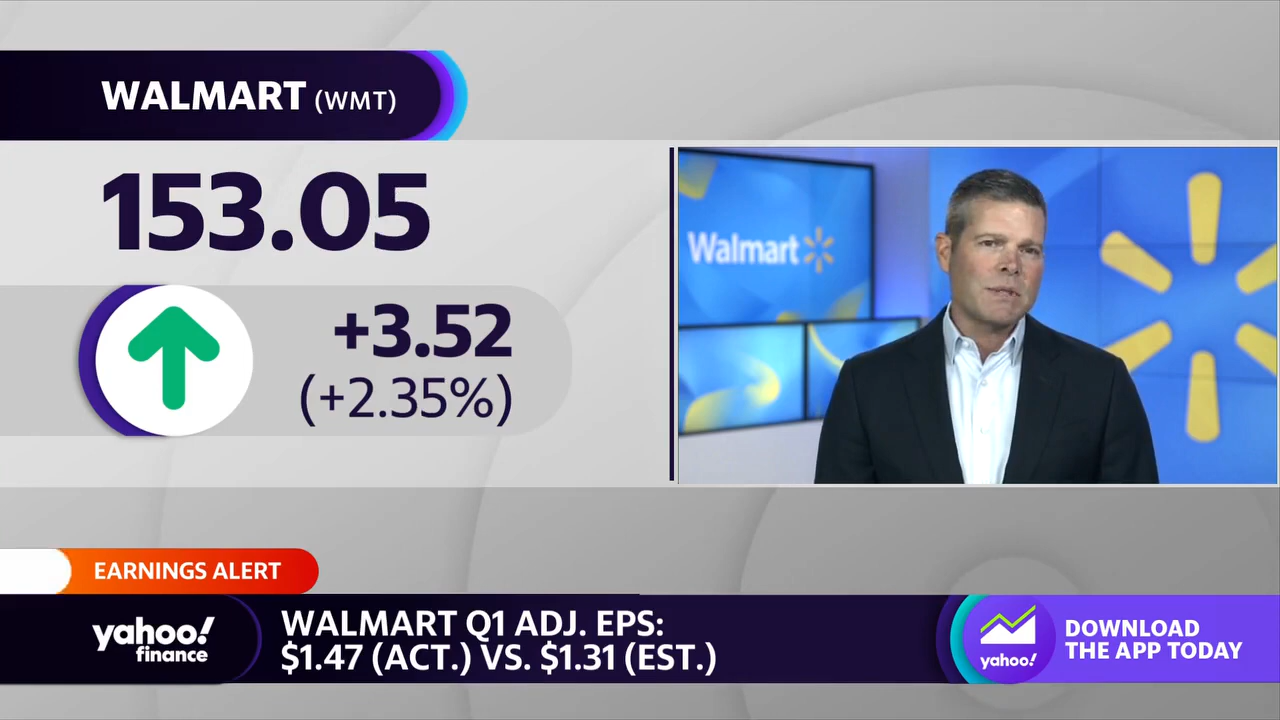 WALMART (WMT)
153.05
+3.52
(+2.35%)
Walmart
EARNINGS ALERT
yahoo!
finance
WALMART Q1 ADJ. EPS:
$1.47 (ACT.) VS. $1.31 (EST.)
yahoo!
DOWNLOAD
THE APP TODAY